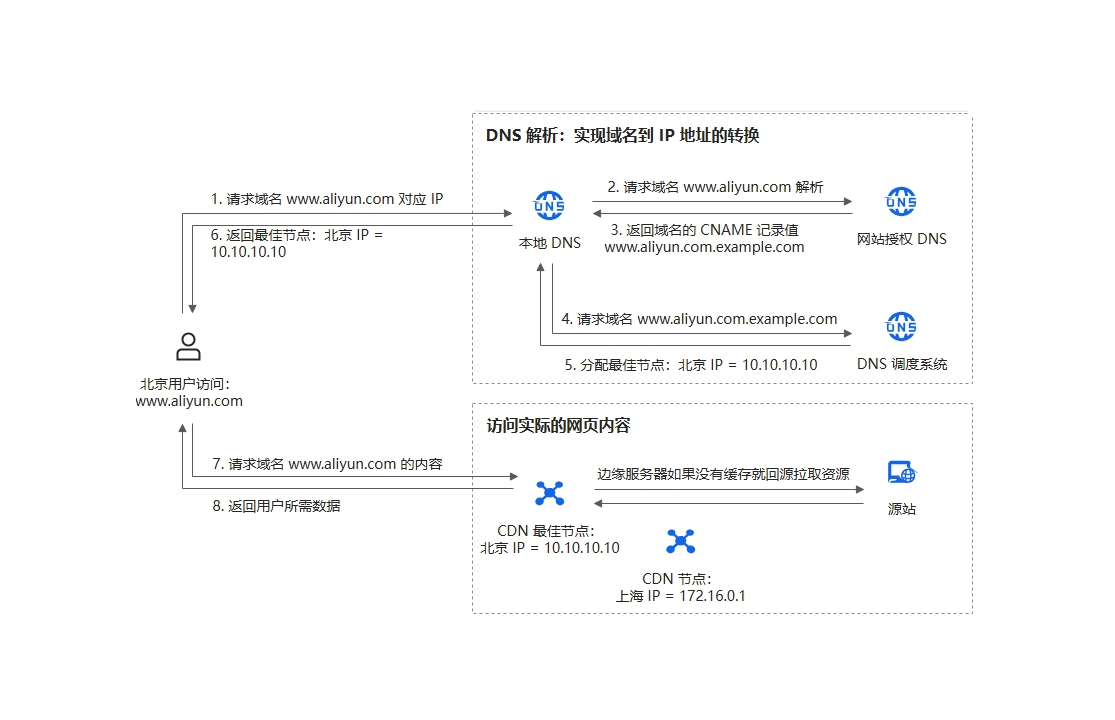 DNS 解析：实现域名到 IP 地址的转换
1. 请求域名 www.aliyun.com 对应 IP
2. 请求域名 www.aliyun.com 解析
DNS
DNS
6. 返回最佳节点：北京 IP =
10.10.10.10
本地 DNS
3. 返回域名的 CNAME 记录值
www.aliyun.com.example.com
网站授权 DNS
4. 请求域名 www.aliyun.com.example.com
DNS
5. 分配最佳节点：北京 IP = 10.10.10.10
DNS 调度系统
北京用户访问：
www.aliyun.com
访问实际的网页内容
7. 请求域名 www.aliyun.com 的内容
边缘服务器如果没有缓存就回源拉取资源
8. 返回用户所需数据
源站
CDN 最佳节点：
北京 IP = 10.10.10.10
CDN 节点：
上海 IP = 172.16.0.1